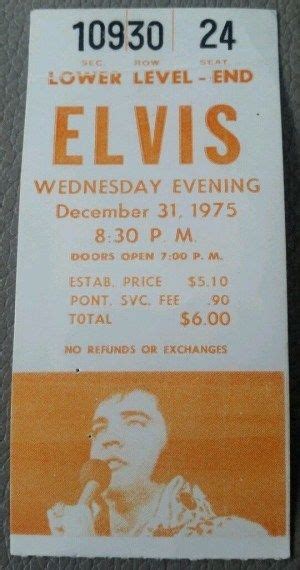 10930 24
SEC. ROW SEAT
LOWER LEVEL - END
ELVIS
WEDNESDAY EVENING
December 31, 1975
8:30 P. M.
DOORS OPEN 7:00 P. M.
ESTAB. PRICE $5.10
PONT. SVC. FEE .90
TOTAL $6.00
NO REFUNDS OR EXCHANGES